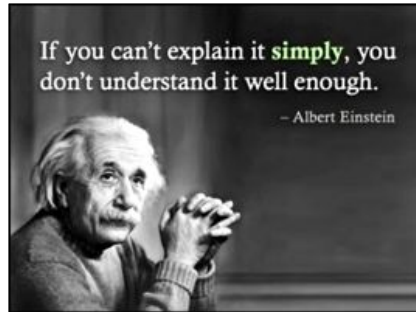 If you can't explain it simply, you
don't understand it well enough.
– Albert Einstein